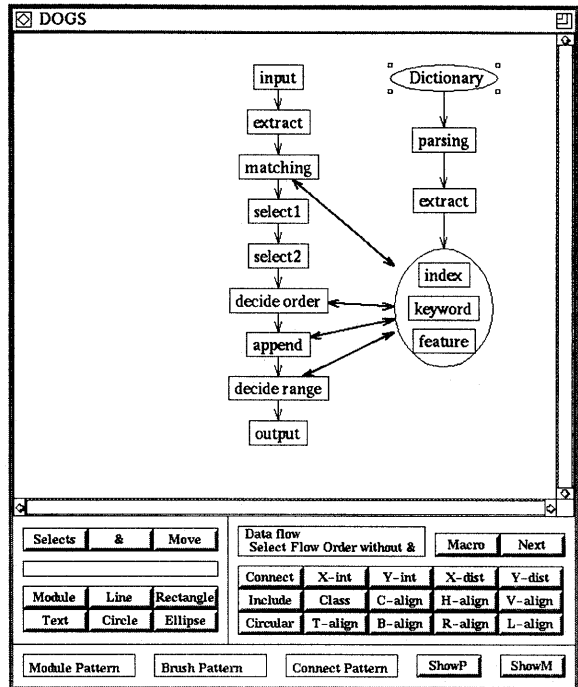 DOGS
input
extract
matching
select1
select2
decide order
append
decide range
output
Dictionary
parsing
extract
index
keyword
feature
Selects & Move
Module Line Rectangle
Text Circle Ellipse
Data flow
Select Flow Order without &
Macro Next
Connect X-int Y-int X-dist Y-dist
Include Class C-align H-align V-align
Circular T-align B-align R-align L-align
Module Pattern Brush Pattern Connect Pattern ShowP ShowM